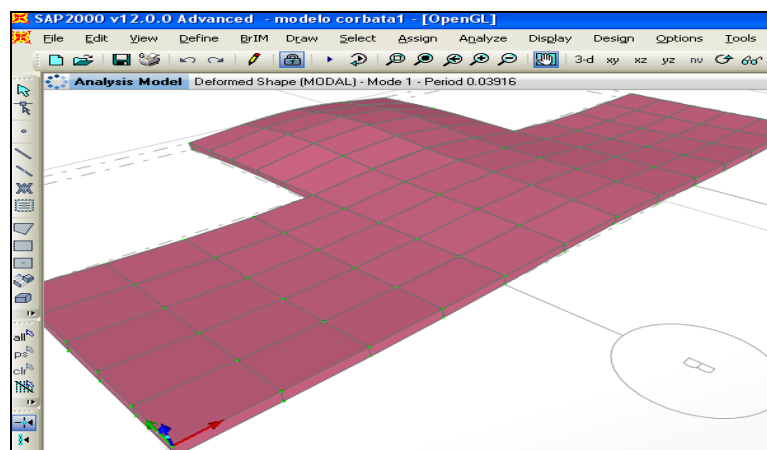 SAP2000 v12.0.0 Advanced - modelo corbata1 - [OpenGL]
File Edit View Define BrIM Draw Select Assign Analyze Display Design Options Tools
3-d xy xz yz nv
Analysis Model Deformed Shape (MODAL) - Mode 1 - Period 0.03916
all
ps
clr